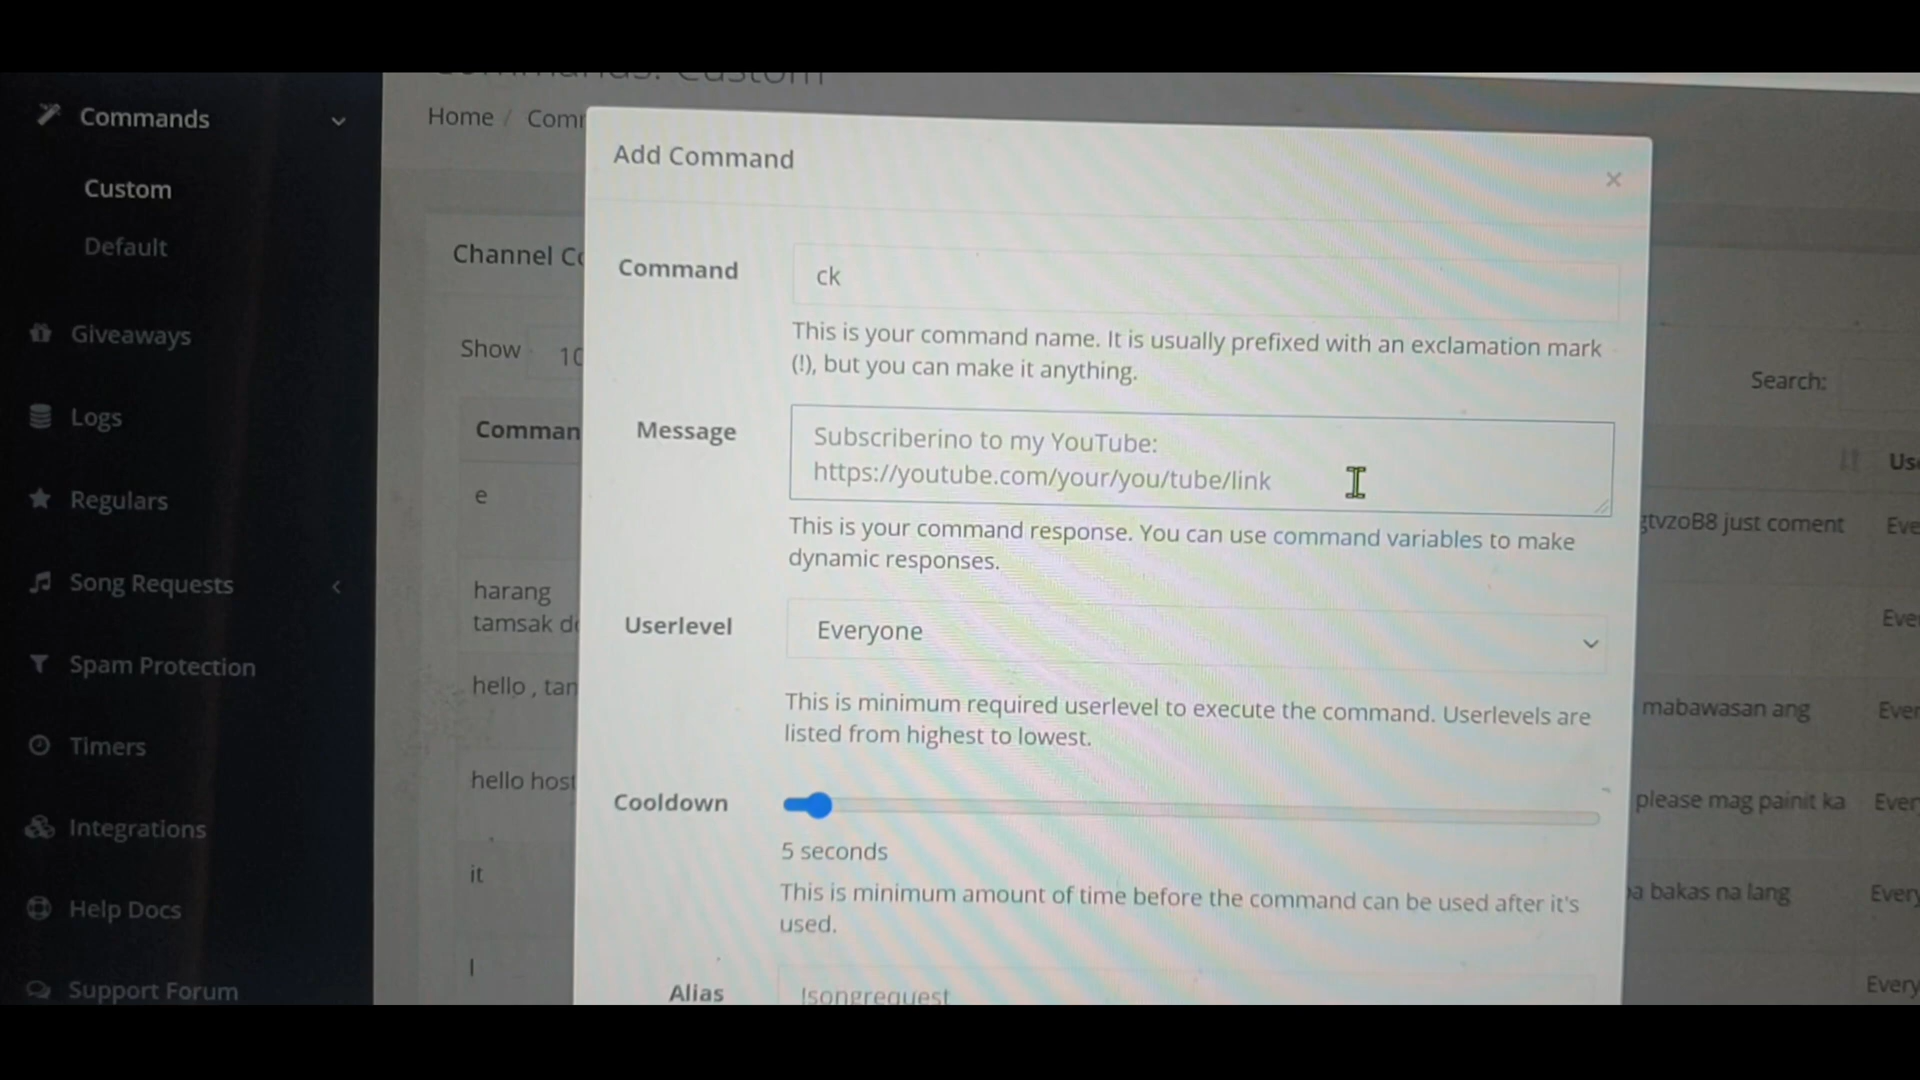 Commands
Custom
Default
Giveaways
Logs
Regulars
Song Requests
Spam Protection
Timers
Integrations
Help Docs
Support Forum
Custom
Home /
Show 10
Search:
e
harang
tamsak
hello ,
hello host
it
gtvzoB8 just coment
mabawasan ang
please mag painit ka
bakas na lang
Add Command
×
Command
ck
This is your command name. It is usually prefixed with an exclamation mark
(!), but you can make it anything.
Message
Subscriberino to my YouTube:
https://youtube.com/your/you/tube/link
This is your command response. You can use command variables to make
dynamic responses.
Userlevel
Everyone
This is minimum required userlevel to execute the command. Userlevels are
listed from highest to lowest.
Cooldown
5 seconds
This is minimum amount of time before the command can be used after it's
used.
Alias
!songrequest